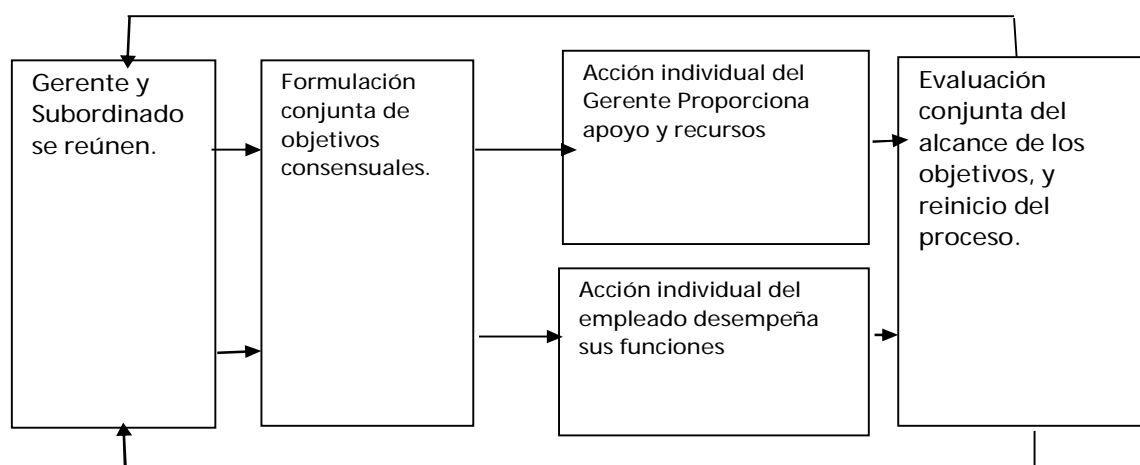 Gerente y
Subordinado
se reúnen.
Formulación
conjunta de
objetivos
consensuales.
Acción individual del
Gerente Proporciona
apoyo y recursos
Acción individual del
empleado desempeña
sus funciones
Evaluación
conjunta del
alcance de los
objetivos, y
reinicio del
proceso.